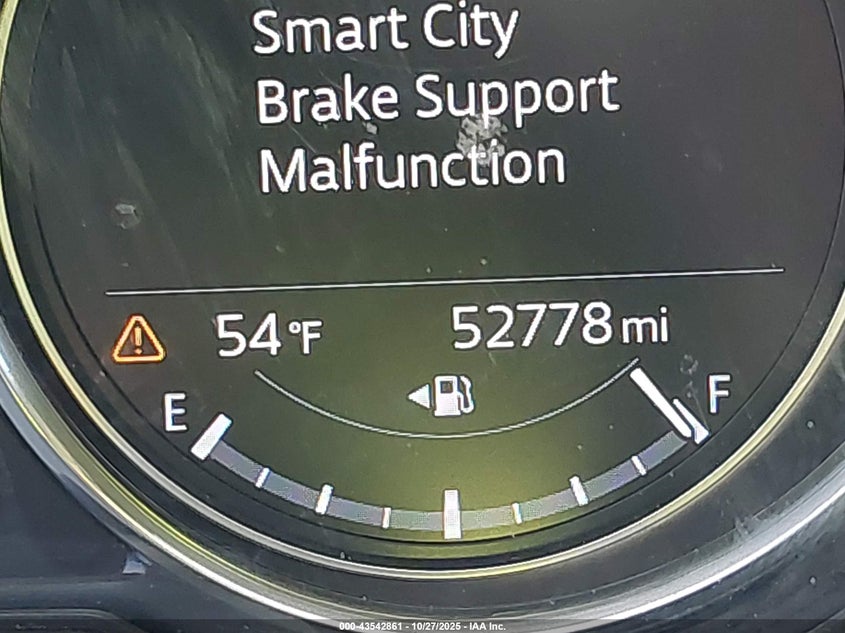 Smart City
Brake Support
Malfunction
54°F 52778 mi
E F
000-43542861 - 10/27/2025 - IAA Inc.